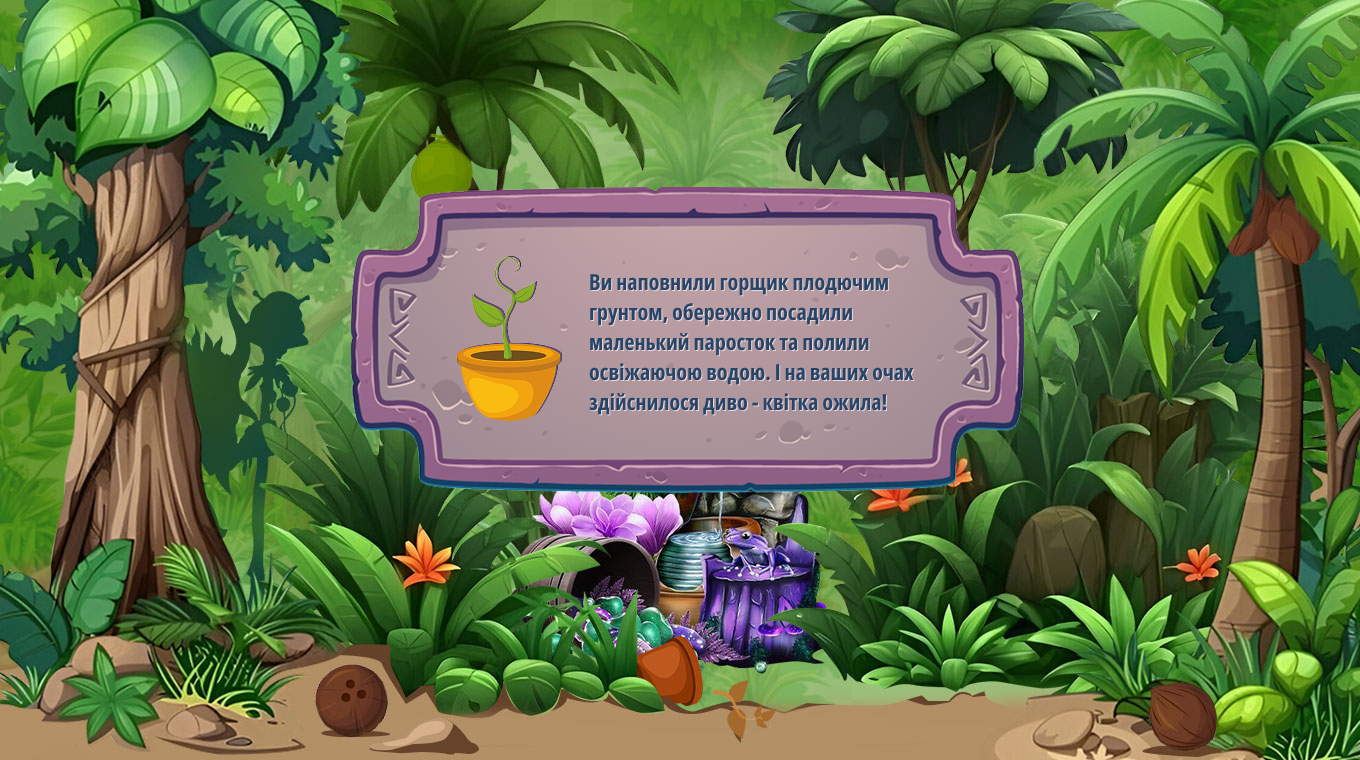 Ви наповнили горщик плодючим
грунтом, обережно посадили
маленький паросток та полили
освіжаючою водою. І на ваших очах
здійснилося диво - квітка ожила!